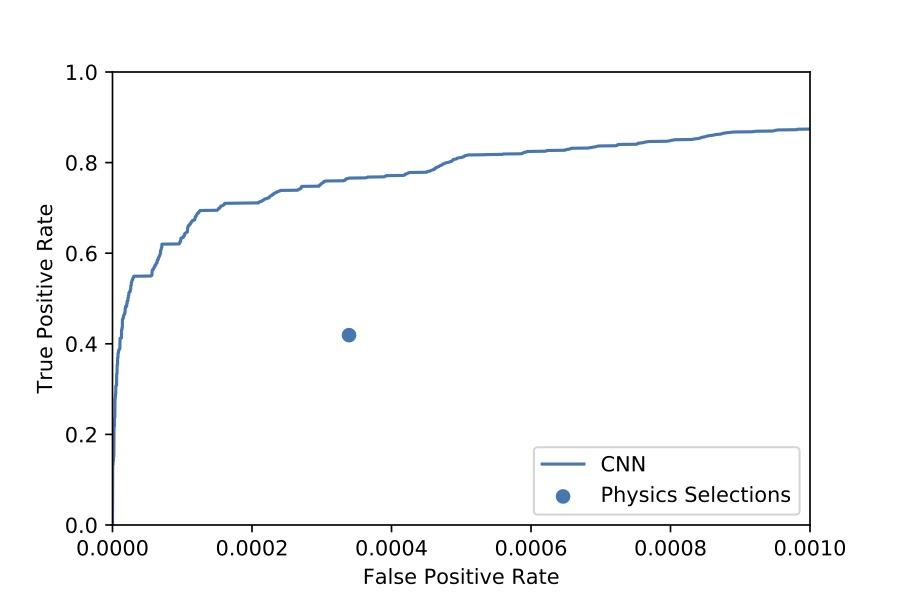 1.0
0.8
0.6
0.4
0.2
0.0
True Positive Rate
CNN
Physics Selections
0.0000 0.0002 0.0004 0.0006 0.0008 0.0010
False Positive Rate